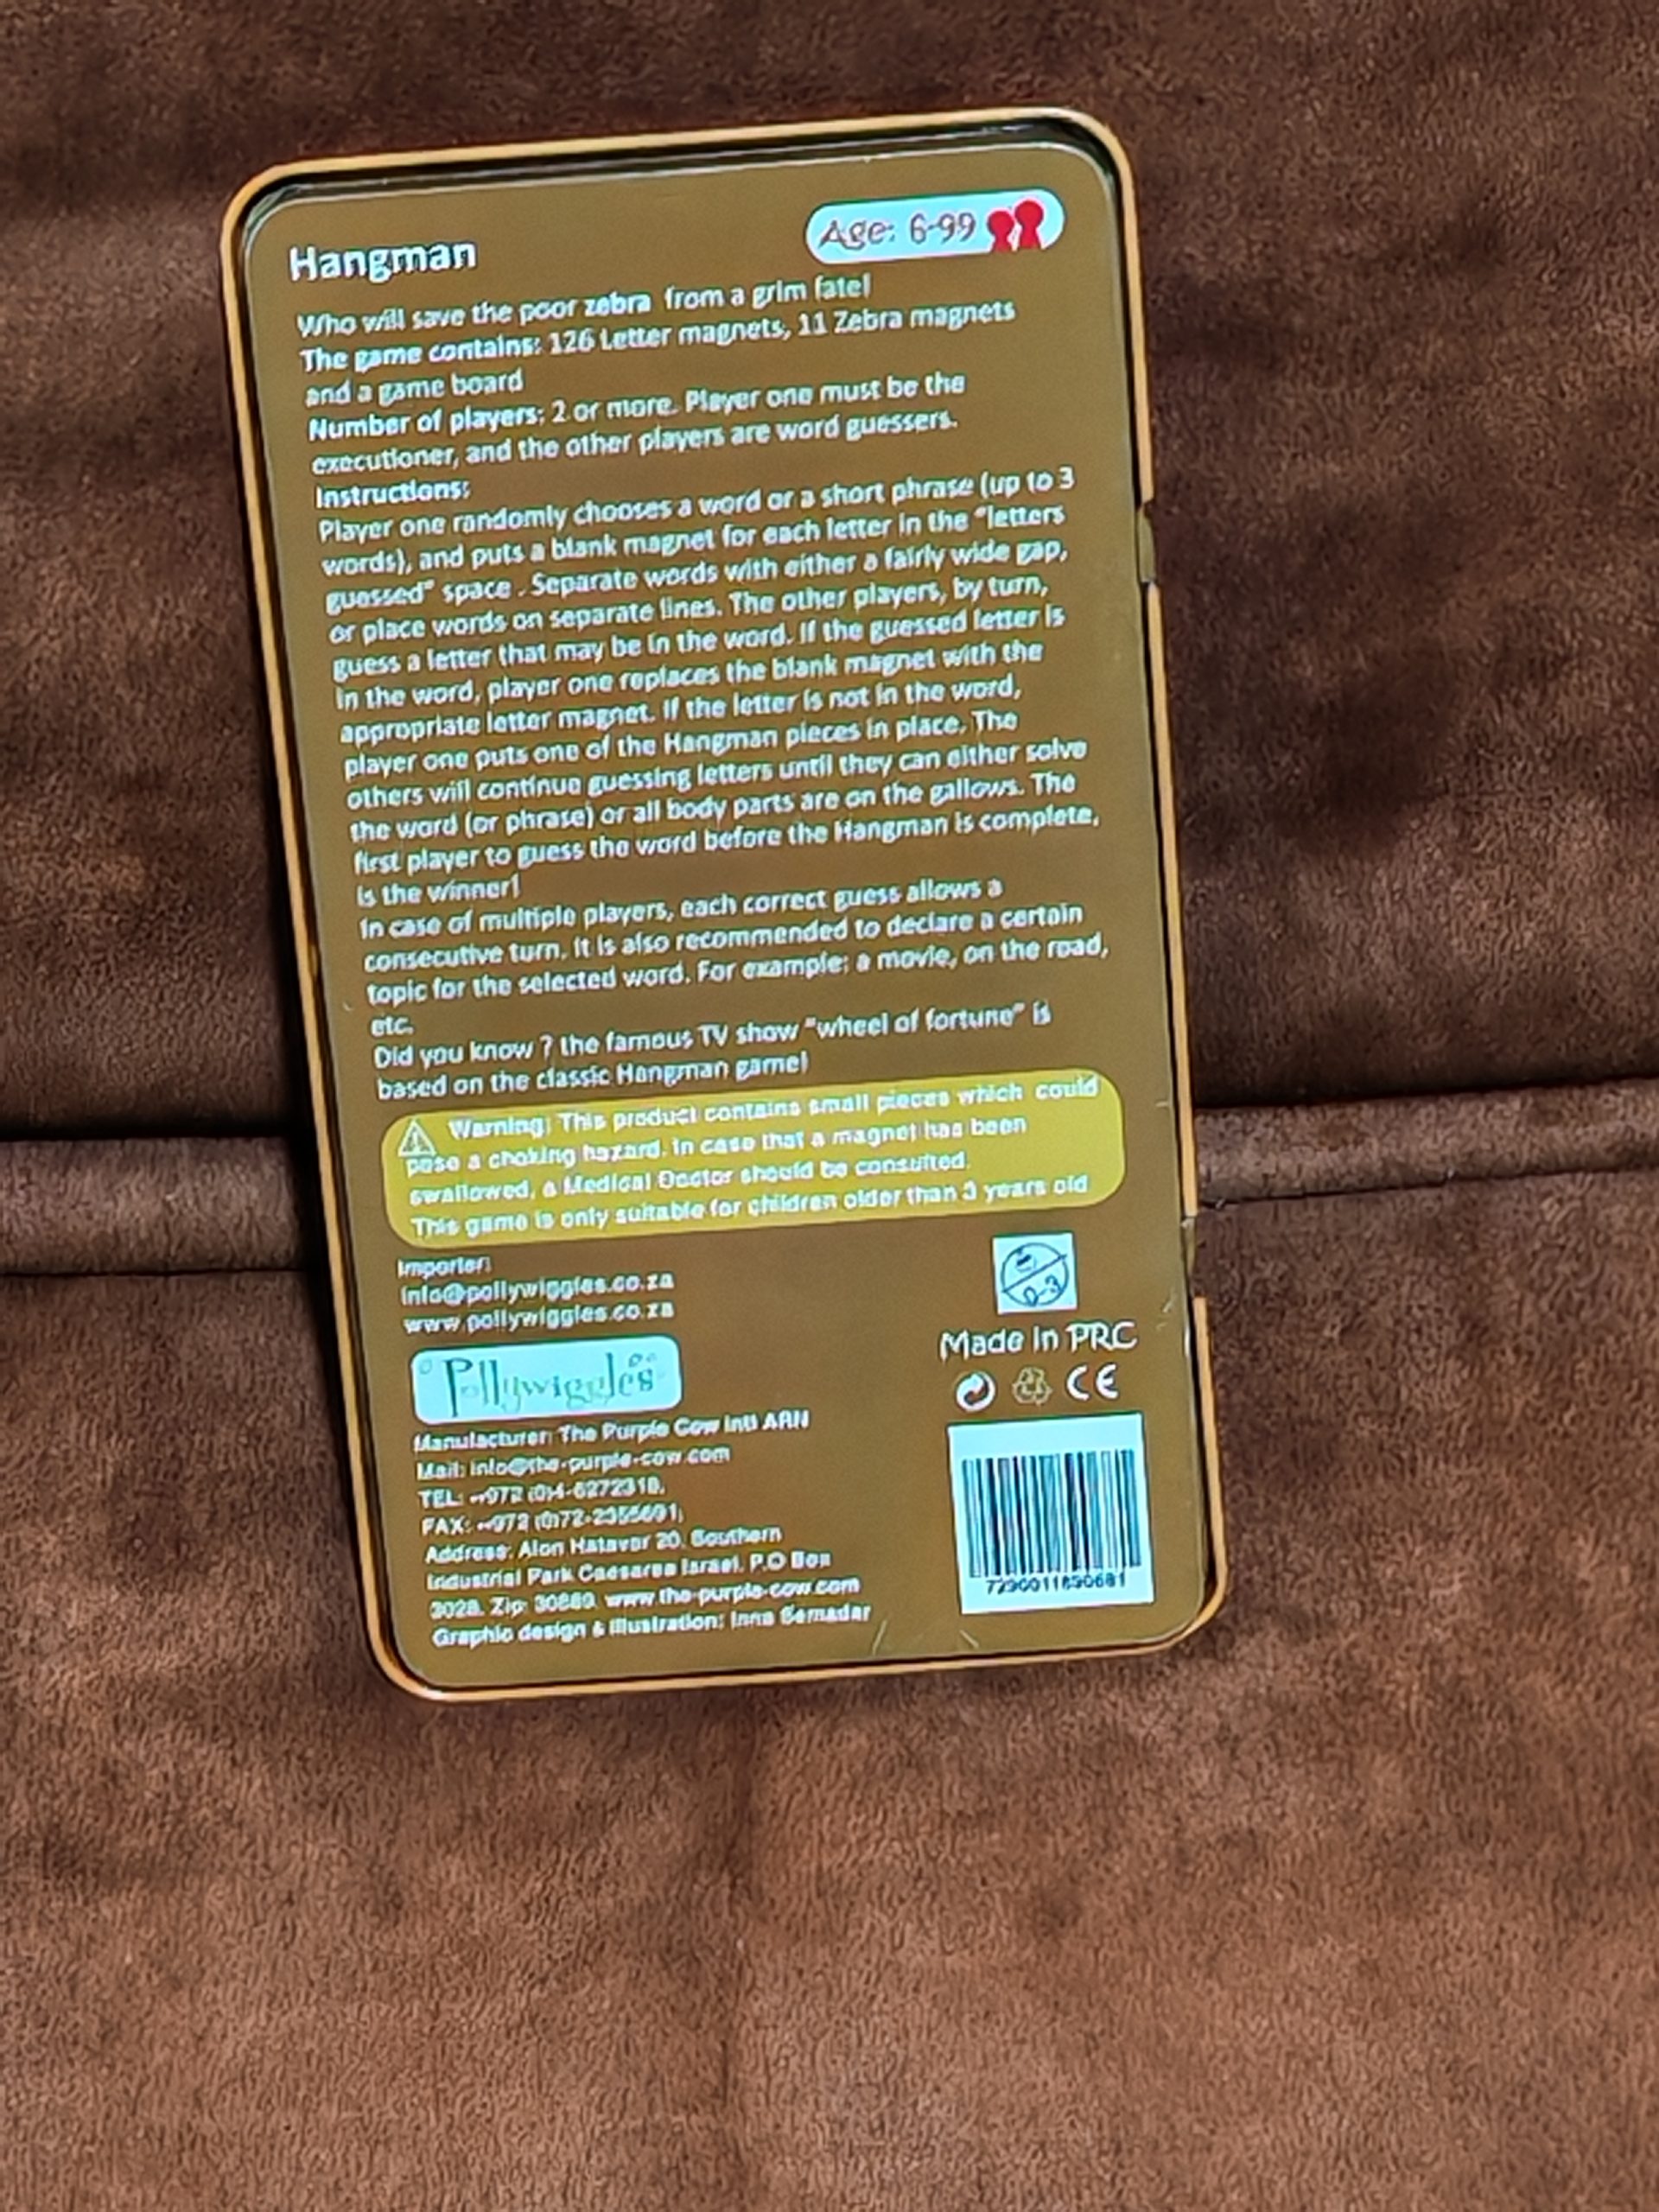 Hangman
Age: 6-99
Who will save the poor zebra from a grim fate!
The game contains: 126 Letter magnets, 11 Zebra magnets
and a game board
Number of players: 2 or more. Player one must be the
executioner, and the other players are word guessers.
Instructions:
Player one randomly chooses a word or a short phrase (up to 3
words), and puts a blank magnet for each letter in the "letters
guessed" space . Separate words with either a fairly wide gap,
or place words on separate lines. The other players, by turn,
guess a letter that may be in the word. If the guessed letter is
in the word, player one replaces the blank magnet with the
appropriate letter magnet. If the letter is not in the word,
player one puts one of the Hangman pieces in place. The
others will continue guessing letters until they can either solve
the word (or phrase) or all body parts are on the gallows. The
first player to guess the word before the Hangman is complete,
is the winner!
In case of multiple players, each correct guess allows a
consecutive turn. It is also recommended to declare a certain
topic for the selected word. For example: a movie, on the road,
etc.
Did you know ? the famous TV show "wheel of fortune" is
based on the classic Hangman game!
Warning: This product contains small pieces which could
pose a choking hazard. In case that a magnet has been
swallowed, a Medical Doctor should be consulted.
This game is only suitable for children older than 3 years old
Importer:
info@pollywiggles.co.za
www.pollywiggles.co.za
0-3
Made in PRC
Pollywiggles
CE
Manufacturer: The Purple Cow Intl ARN
Mail: info@the-purple-cow.com
TEL: +972 (0)4-6272318,
FAX: +972 (0)72-
Address: Alon Hatavor 20. Southern
Industrial Park Caesarea Israel. P.O Box
3028. Zip: www.the-purple-cow.com
Graphic design & Illustration: Inna Semadar